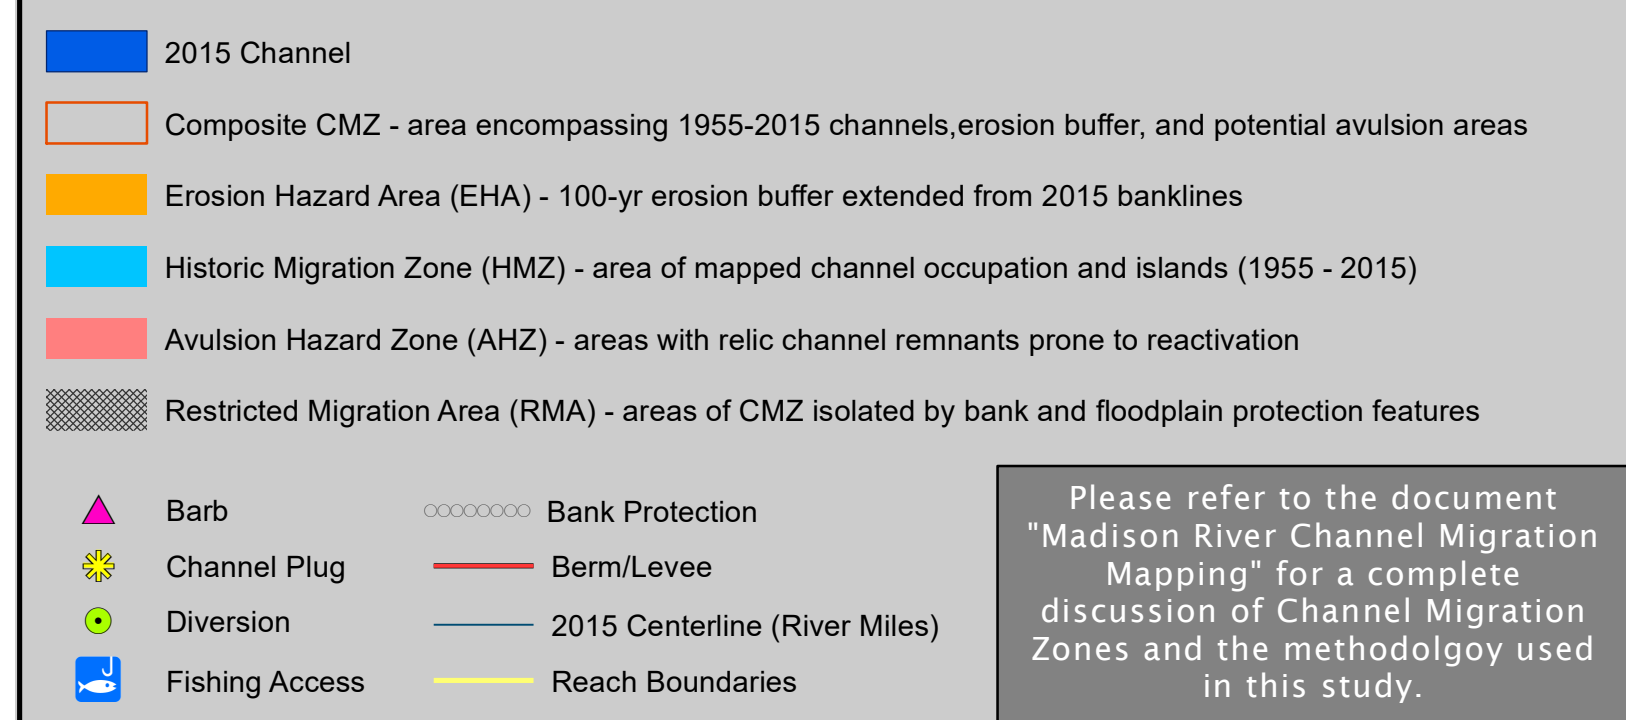 2015 Channel
Composite CMZ - area encompassing 1955-2015 channels,erosion buffer, and potential avulsion areas
Erosion Hazard Area (EHA) - 100-yr erosion buffer extended from 2015 banklines
Historic Migration Zone (HMZ) - area of mapped channel occupation and islands (1955 - 2015)
Avulsion Hazard Zone (AHZ) - areas with relic channel remnants prone to reactivation
Restricted Migration Area (RMA) - areas of CMZ isolated by bank and floodplain protection features
Barb
Channel Plug
Diversion
Fishing Access
Bank Protection
Berm/Levee
2015 Centerline (River Miles)
Reach Boundaries
Please refer to the document
"Madison River Channel Migration
Mapping" for a complete
discussion of Channel Migration
Zones and the methodolgoy used
in this study.